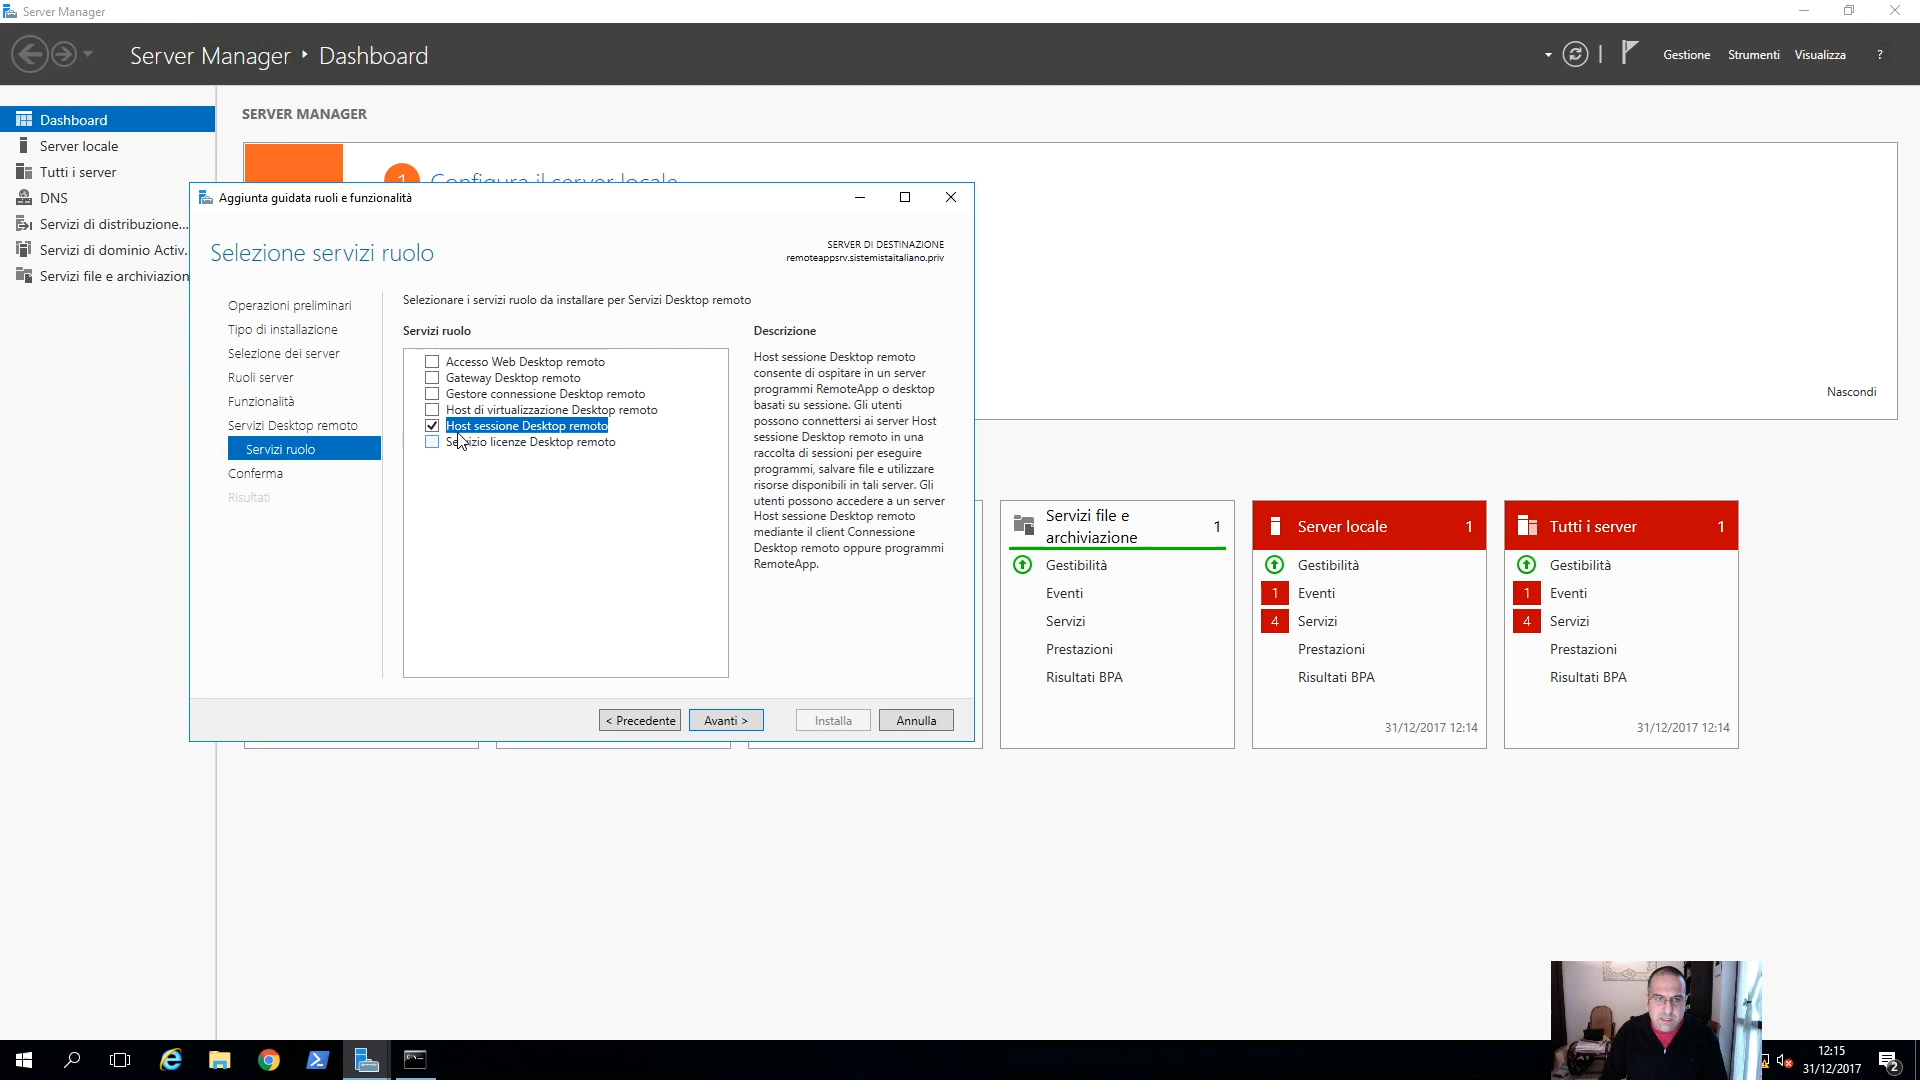 Server Manager
Server Manager ‣ Dashboard
Gestione Strumenti Visualizza ?
Dashboard
Server locale
Tutti i server
DNS
Servizi di distribuzione...
Servizi di dominio Activ..
Servizi file e archiviazion
SERVER MANAGER
1 Configura il server locale
Nascondi
Aggiunta guidata ruoli e funzionalità
Selezione servizi ruolo
SERVER DI DESTINAZIONE
remoteappsrv.sistemistaitaliano.priv
Operazioni preliminari
Tipo di installazione
Selezione dei server
Ruoli server
Funzionalità
Servizi Desktop remoto
Servizi ruolo
Conferma
Risultati
Selezionare i servizi ruolo da installare per Servizi Desktop remoto
Servizi ruolo
Accesso Web Desktop remoto
Gateway Desktop remoto
Gestore connessione Desktop remoto
Host di virtualizzazione Desktop remoto
Host sessione Desktop remoto
Servizio licenze Desktop remoto
Descrizione
Host sessione Desktop remoto
consente di ospitare in un server
programmi RemoteApp o desktop
basati su sessione. Gli utenti
possono connettersi ai server Host
sessione Desktop remoto in una
raccolta di sessioni per eseguire
programmi, salvare file e utilizzare
risorse disponibili in tali server. Gli
utenti possono accedere a un server
Host sessione Desktop remoto
mediante il client Connessione
Desktop remoto oppure programmi
RemoteApp.
< Precedente Avanti > Installa Annulla
Servizi file e
archiviazione 1
Gestibilità
Eventi
Servizi
Prestazioni
Risultati BPA
Server locale 1
Gestibilità
1 Eventi
4 Servizi
Prestazioni
Risultati BPA
31/12/2017 12:14
Tutti i server 1
Gestibilità
1 Eventi
4 Servizi
Prestazioni
Risultati BPA
31/12/2017 12:14
12:15
31/12/2017
2